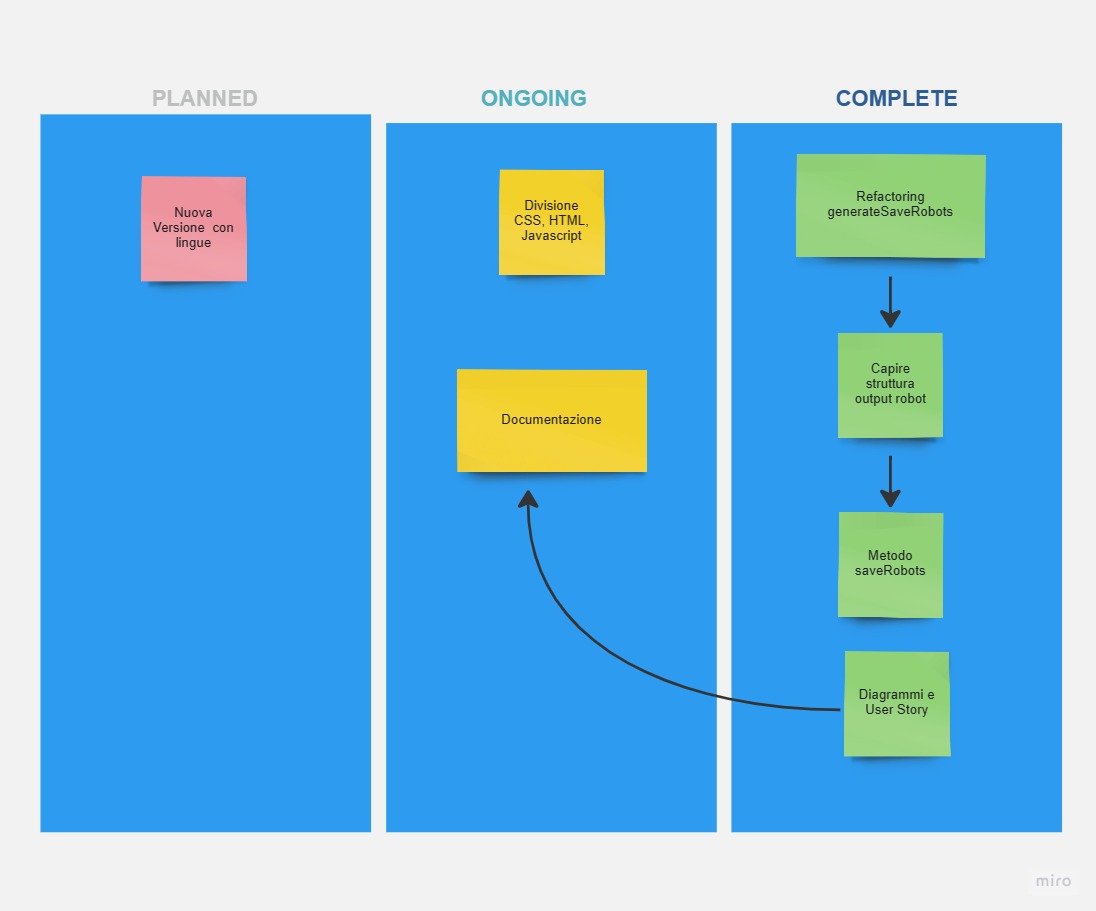 PLANNED
ONGOING
COMPLETE
Nuova
Versione con
lingue
Divisione
CSS, HTML,
Javascript
Documentazione
Refactoring
generateSaveRobots
Capire
struttura
output robot
Metodo
saveRobots
Diagrammi e
User Story
miro